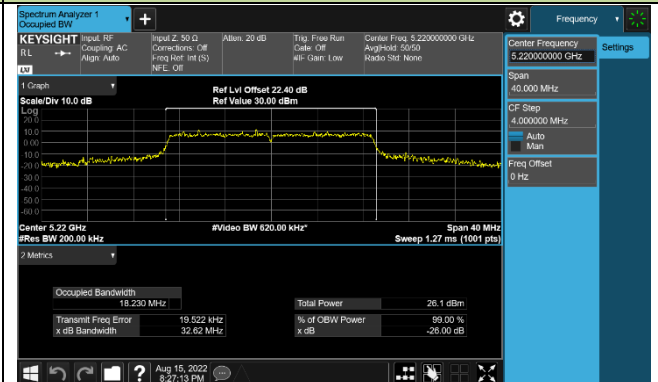 Spectrum Analyzer 1
Occupied BW
Frequency
KEYSIGHT
RL
LXI
Input: RF
Coupling: AC
Align: Auto
Input Z: 50 Ω
Corrections: Off
Freq Ref: Int (S)
NFE: Off
Atten: 20 dB
Trig: Free Run
Gate: Off
#IF Gain: Low
Center Freq: 5.220000000 GHz
Avg|Hold: 50/50
Radio Std: None
Center Frequency
5.220000000 GHz
Settings
Span
40.000 MHz
CF Step
4.000000 MHz
Auto
Man
Freq Offset
0 Hz
1 Graph
Scale/Div 10.0 dB
Ref Lvl Offset 22.40 dB
Ref Value 30.00 dBm
Log
20.0
10.0
0.00
-10.0
-20.0
-30.0
-40.0
-50.0
-60.0
Center 5.22 GHz
#Video BW 620.00 kHz*
Span 40 MHz
#Res BW 200.00 kHz
Sweep 1.27 ms (1001 pts)
2 Metrics
Occupied Bandwidth
18.230 MHz
Total Power
26.1 dBm
Transmit Freq Error
19.522 kHz
% of OBW Power
99.00 %
x dB Bandwidth
32.62 MHz
x dB
-26.00 dB
Aug 15, 2022
8:27:13 PM